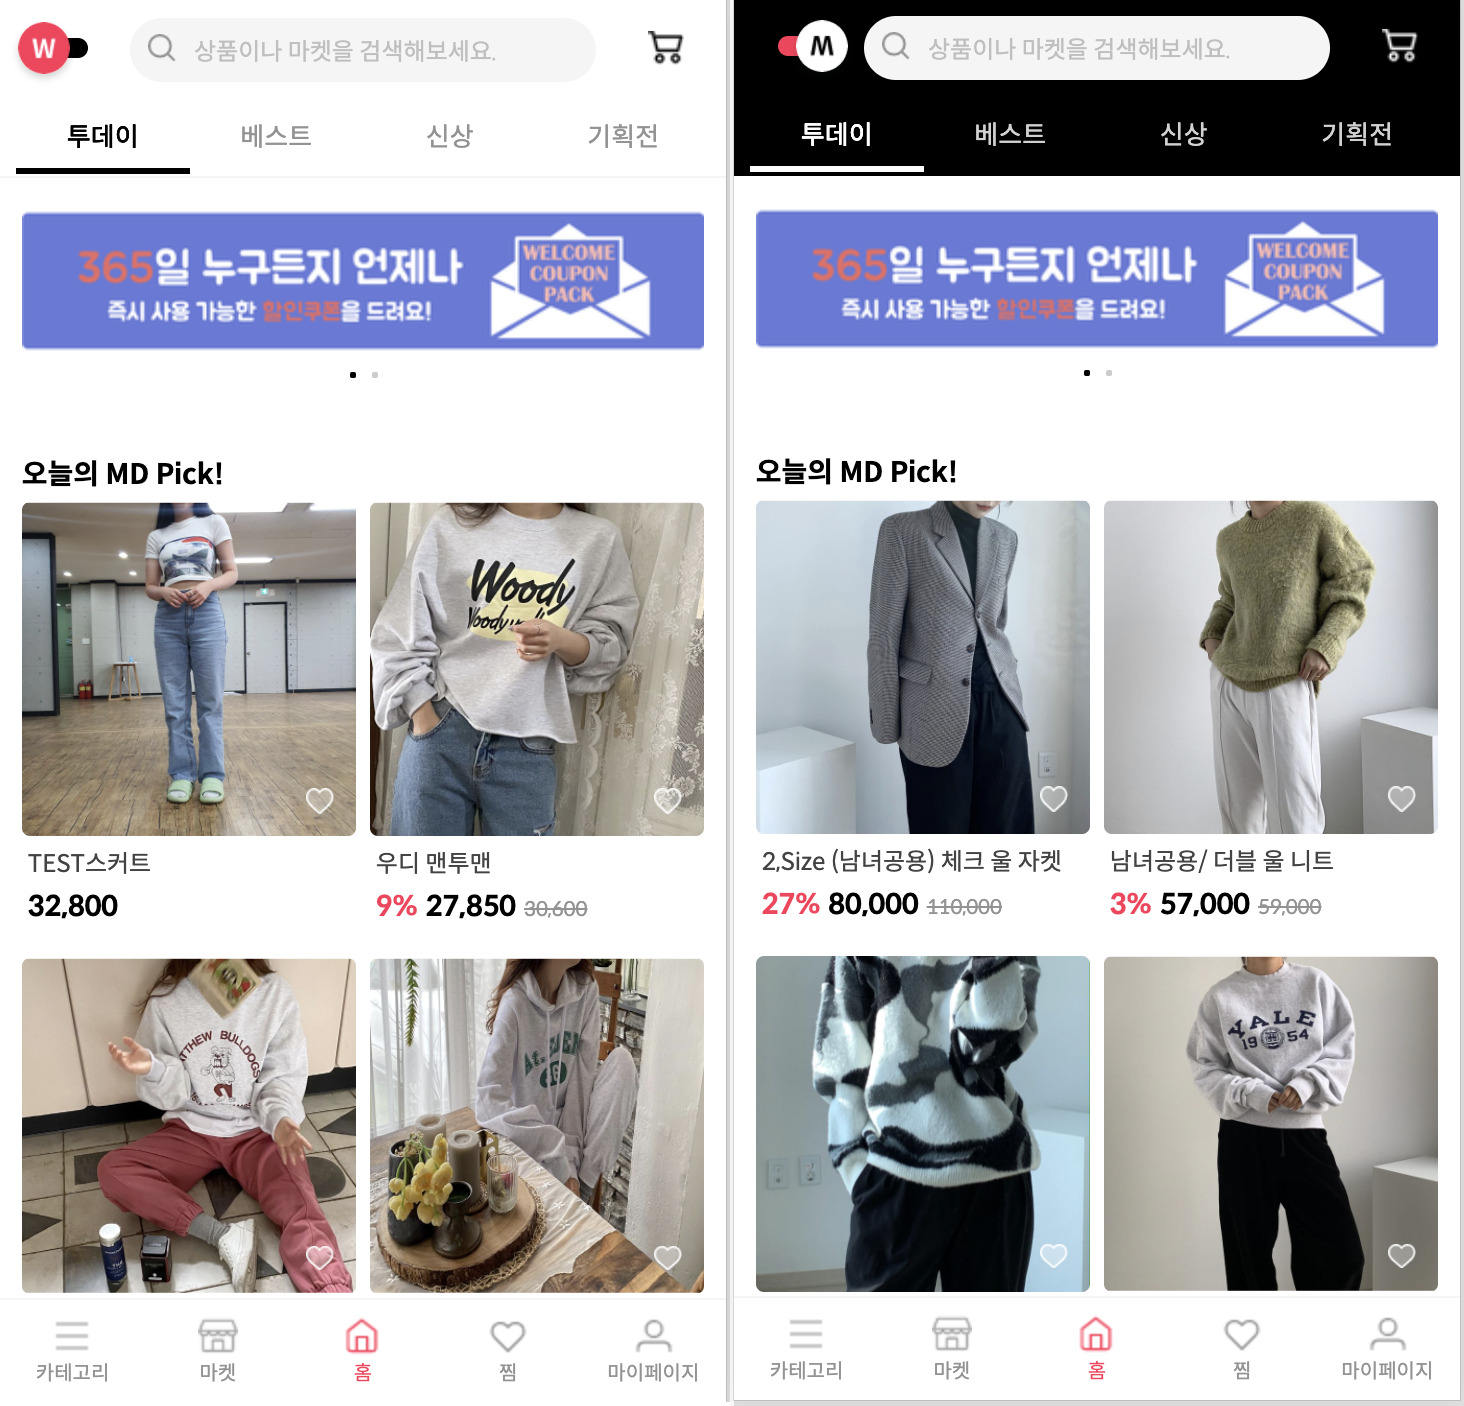 W
상품이나 마켓을 검색해보세요.
투데이 베스트 신상 기획전
365일 누구든지 언제나
즉시 사용 가능한 할인쿠폰을 드려요!
WELCOME
COUPON
PACK
오늘의 MD Pick!
Woody
TEST스커트
32,800
우디 맨투맨
9% 27,850 30,600
BULLDOGS
카테고리 마켓 홈 찜 마이페이지
M
상품이나 마켓을 검색해보세요.
투데이 베스트 신상 기획전
365일 누구든지 언제나
즉시 사용 가능한 할인쿠폰을 드려요!
WELCOME
COUPON
PACK
오늘의 MD Pick!
2,Size (남녀공용) 체크 울 자켓
27% 80,000 110,000
남녀공용/ 더블 울 니트
3% 57,000 59,000
YALE
1954
카테고리 마켓 홈 찜 마이페이지